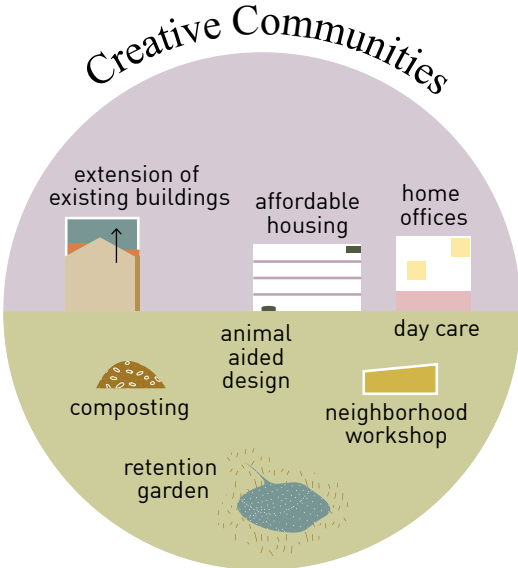 Creative Communities
extension of
existing buildings
affordable
housing
home
offices
animal
aided
design
day care
composting
neighborhood
workshop
retention
garden